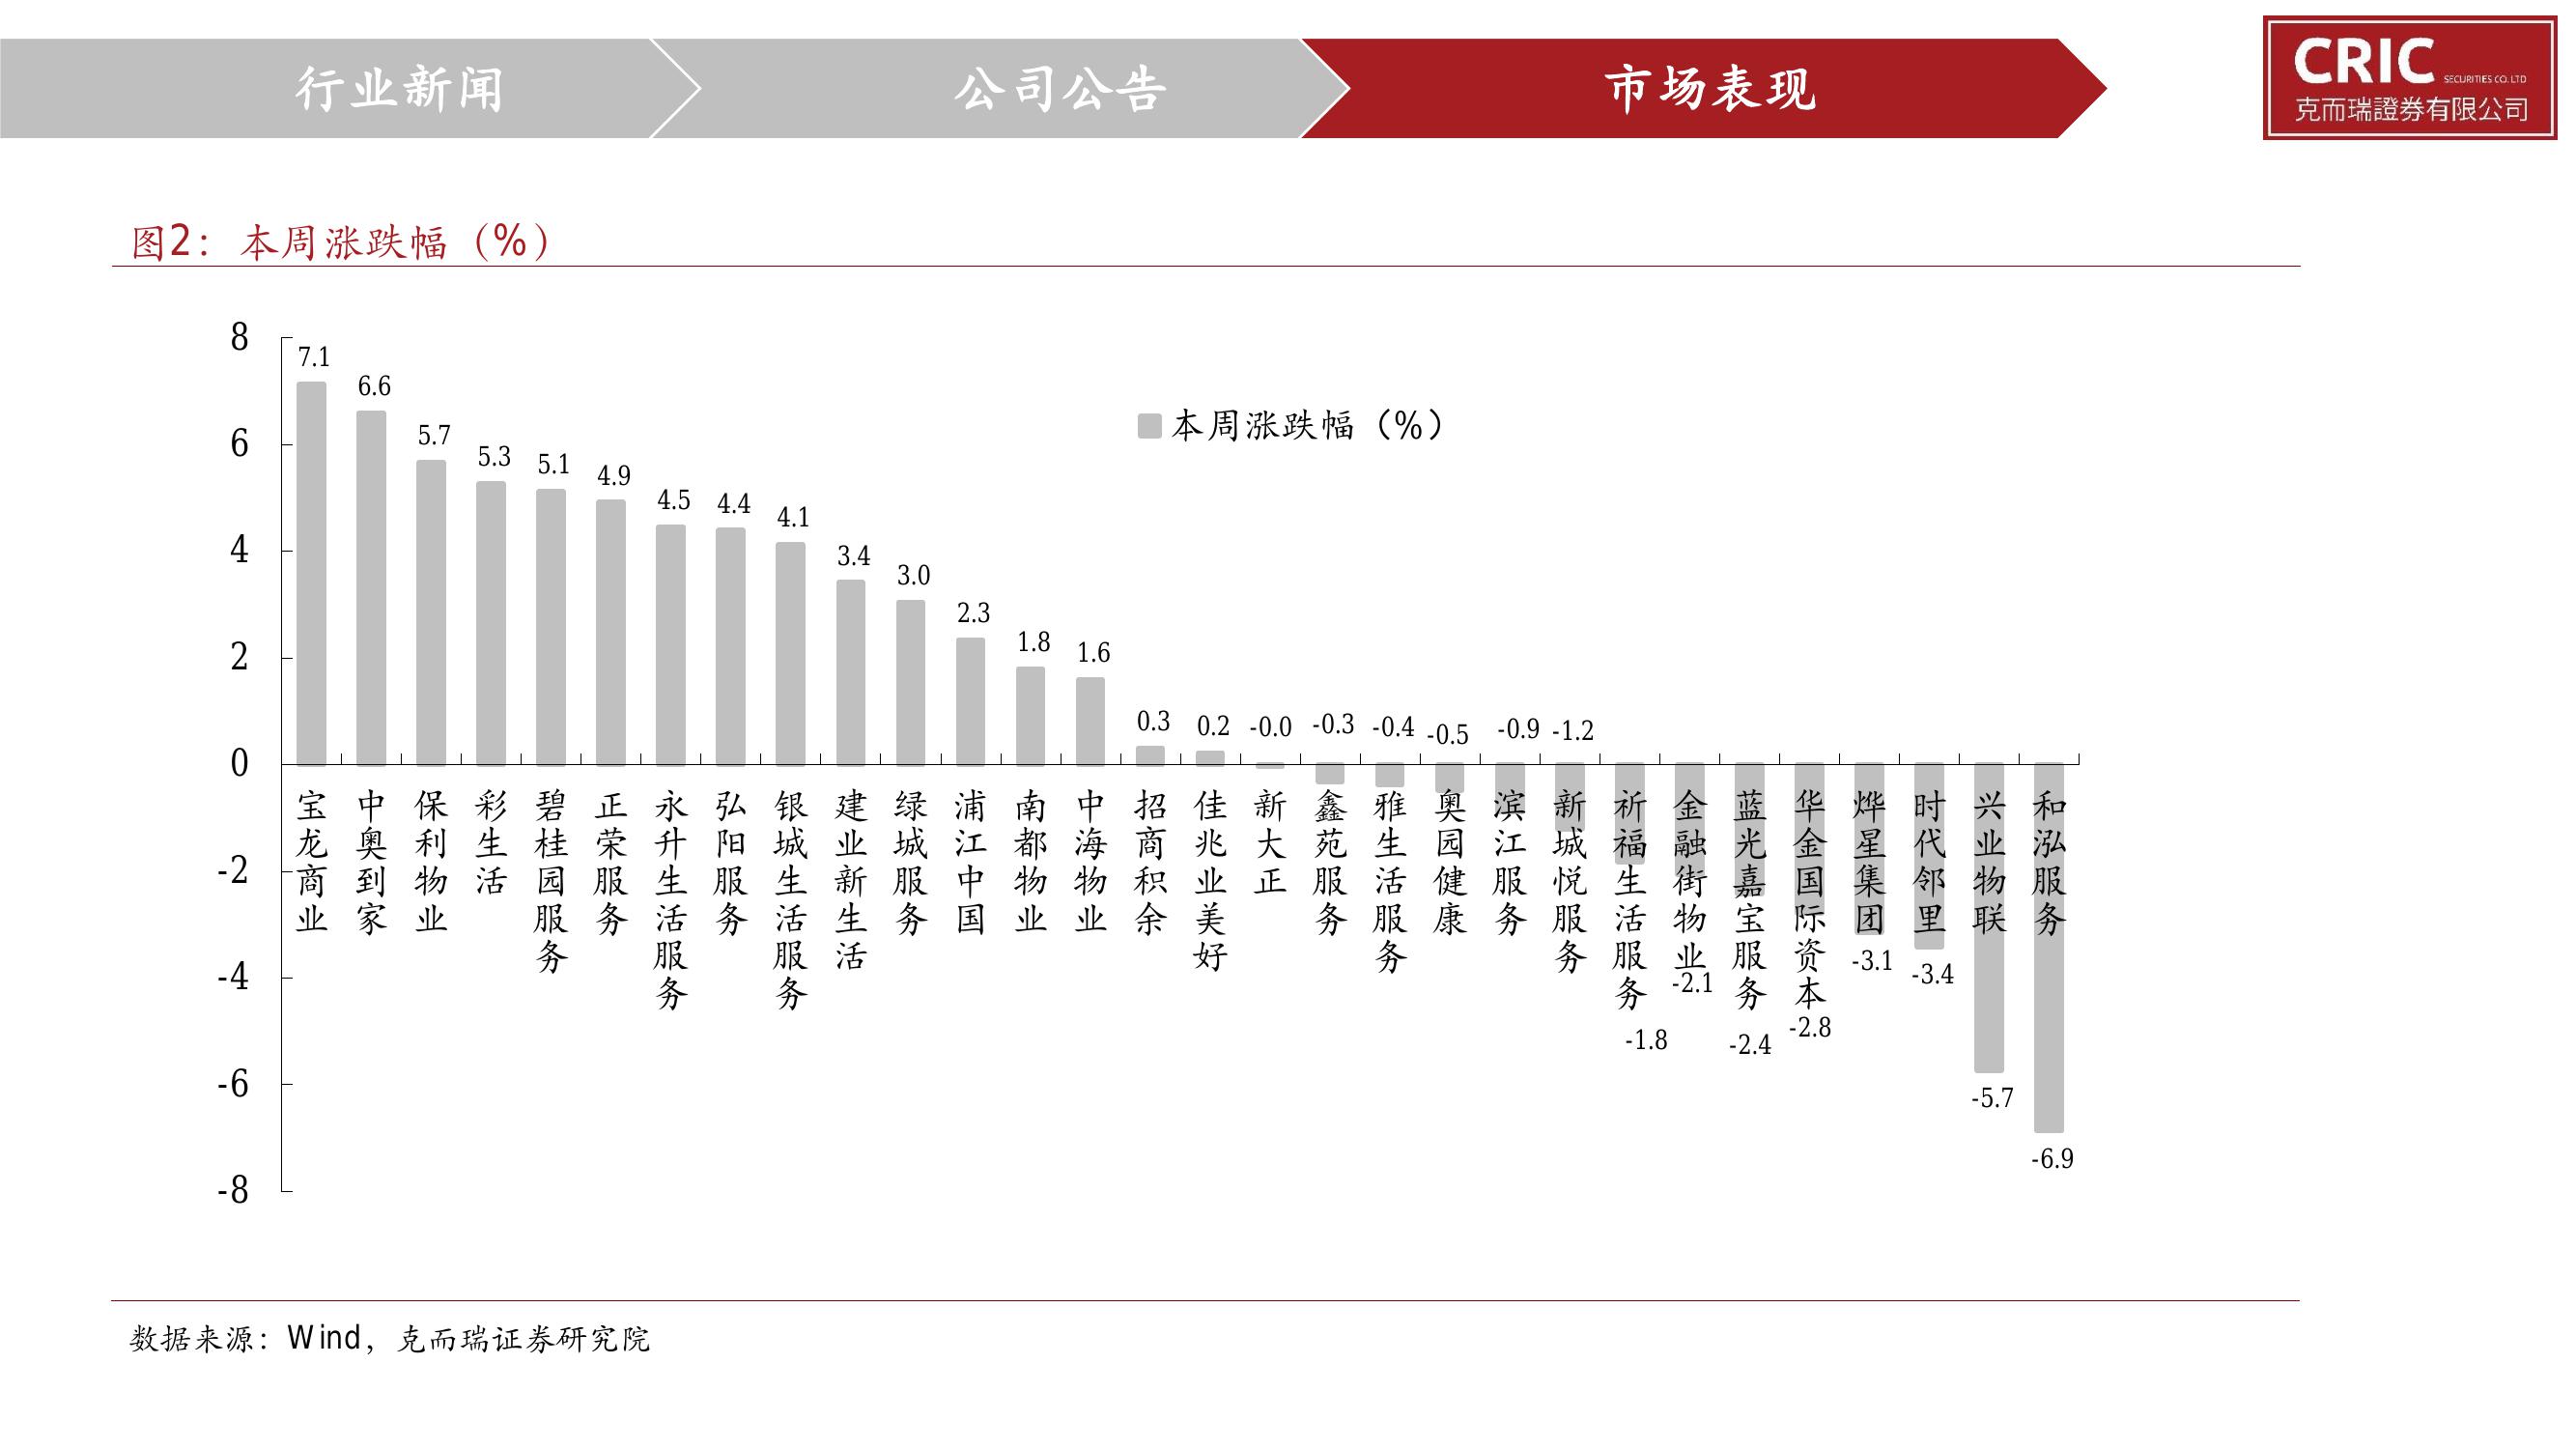 行业新闻
公司公告
市场表现
CRIC SECURITIES CO. LTD
克而瑞證券有限公司
图2：本周涨跌幅（%）
本周涨跌幅（%）
8
6
4
2
0
-2
-4
-6
-8
7.1
6.6
5.7
5.3
5.1
4.9
4.5
4.4
4.1
3.4
3.0
2.3
1.8
1.6
0.3
0.2
-0.0
-0.3
-0.4
-0.5
-0.9
-1.2
-1.8
-2.1
-2.4
-2.8
-3.1
-3.4
-5.7
-6.9
宝龙商业
中奥到家
保利物业
彩生活
碧桂园服务
正荣服务
永升生活服务
弘阳服务
银城生活服务
建业新生活
绿城服务
浦江中国
南都物业
中海物业
招商积余
佳兆业美好
新大正
鑫苑服务
雅生活服务
奥园健康
滨江服务
新城悦服务
祈福生活服务
金融街物业
蓝光嘉宝服务
华金国际资本
烨星集团
时代邻里
兴业物联
和泓服务
数据来源：Wind，克而瑞证券研究院